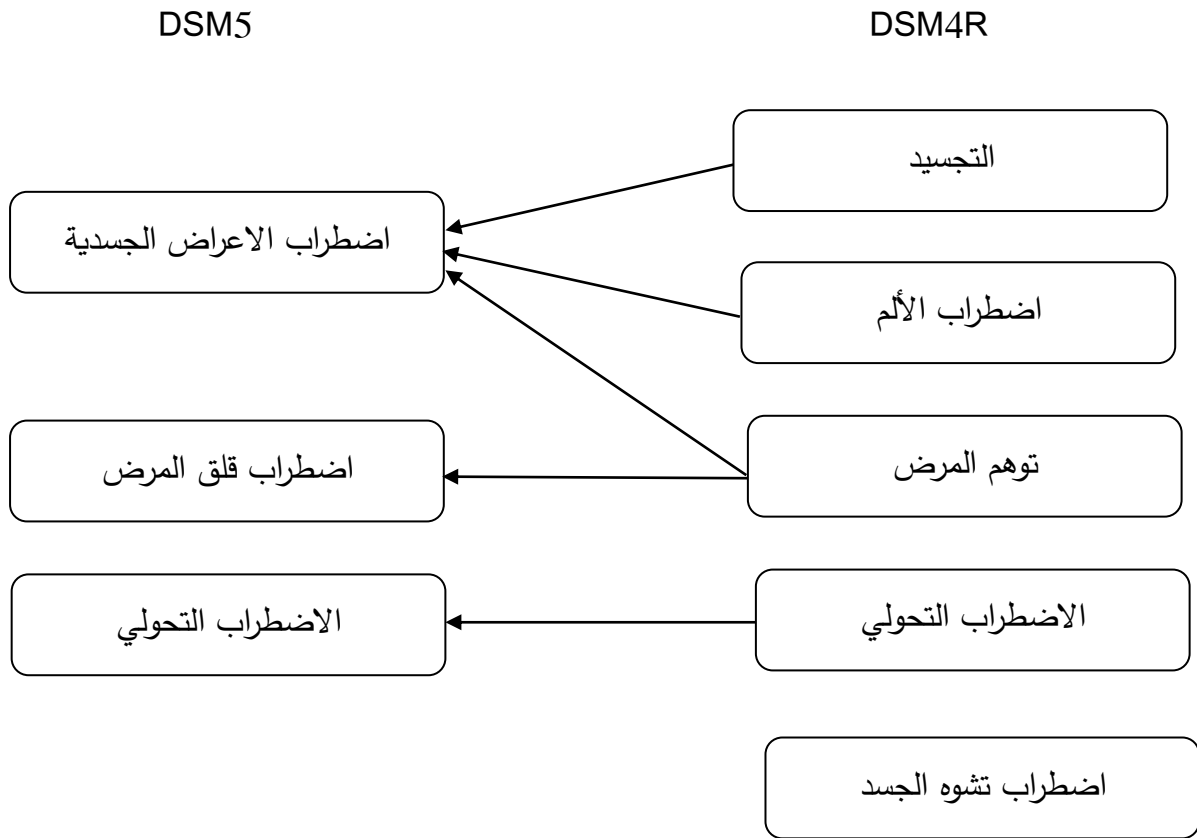 DSM5
DSM4R
التجسيد
اضطراب الاعراض الجسدية
اضطراب الألم
توهم المرض
اضطراب قلق المرض
الاضطراب التحولي
الاضطراب التحولي
اضطراب تشوه الجسد